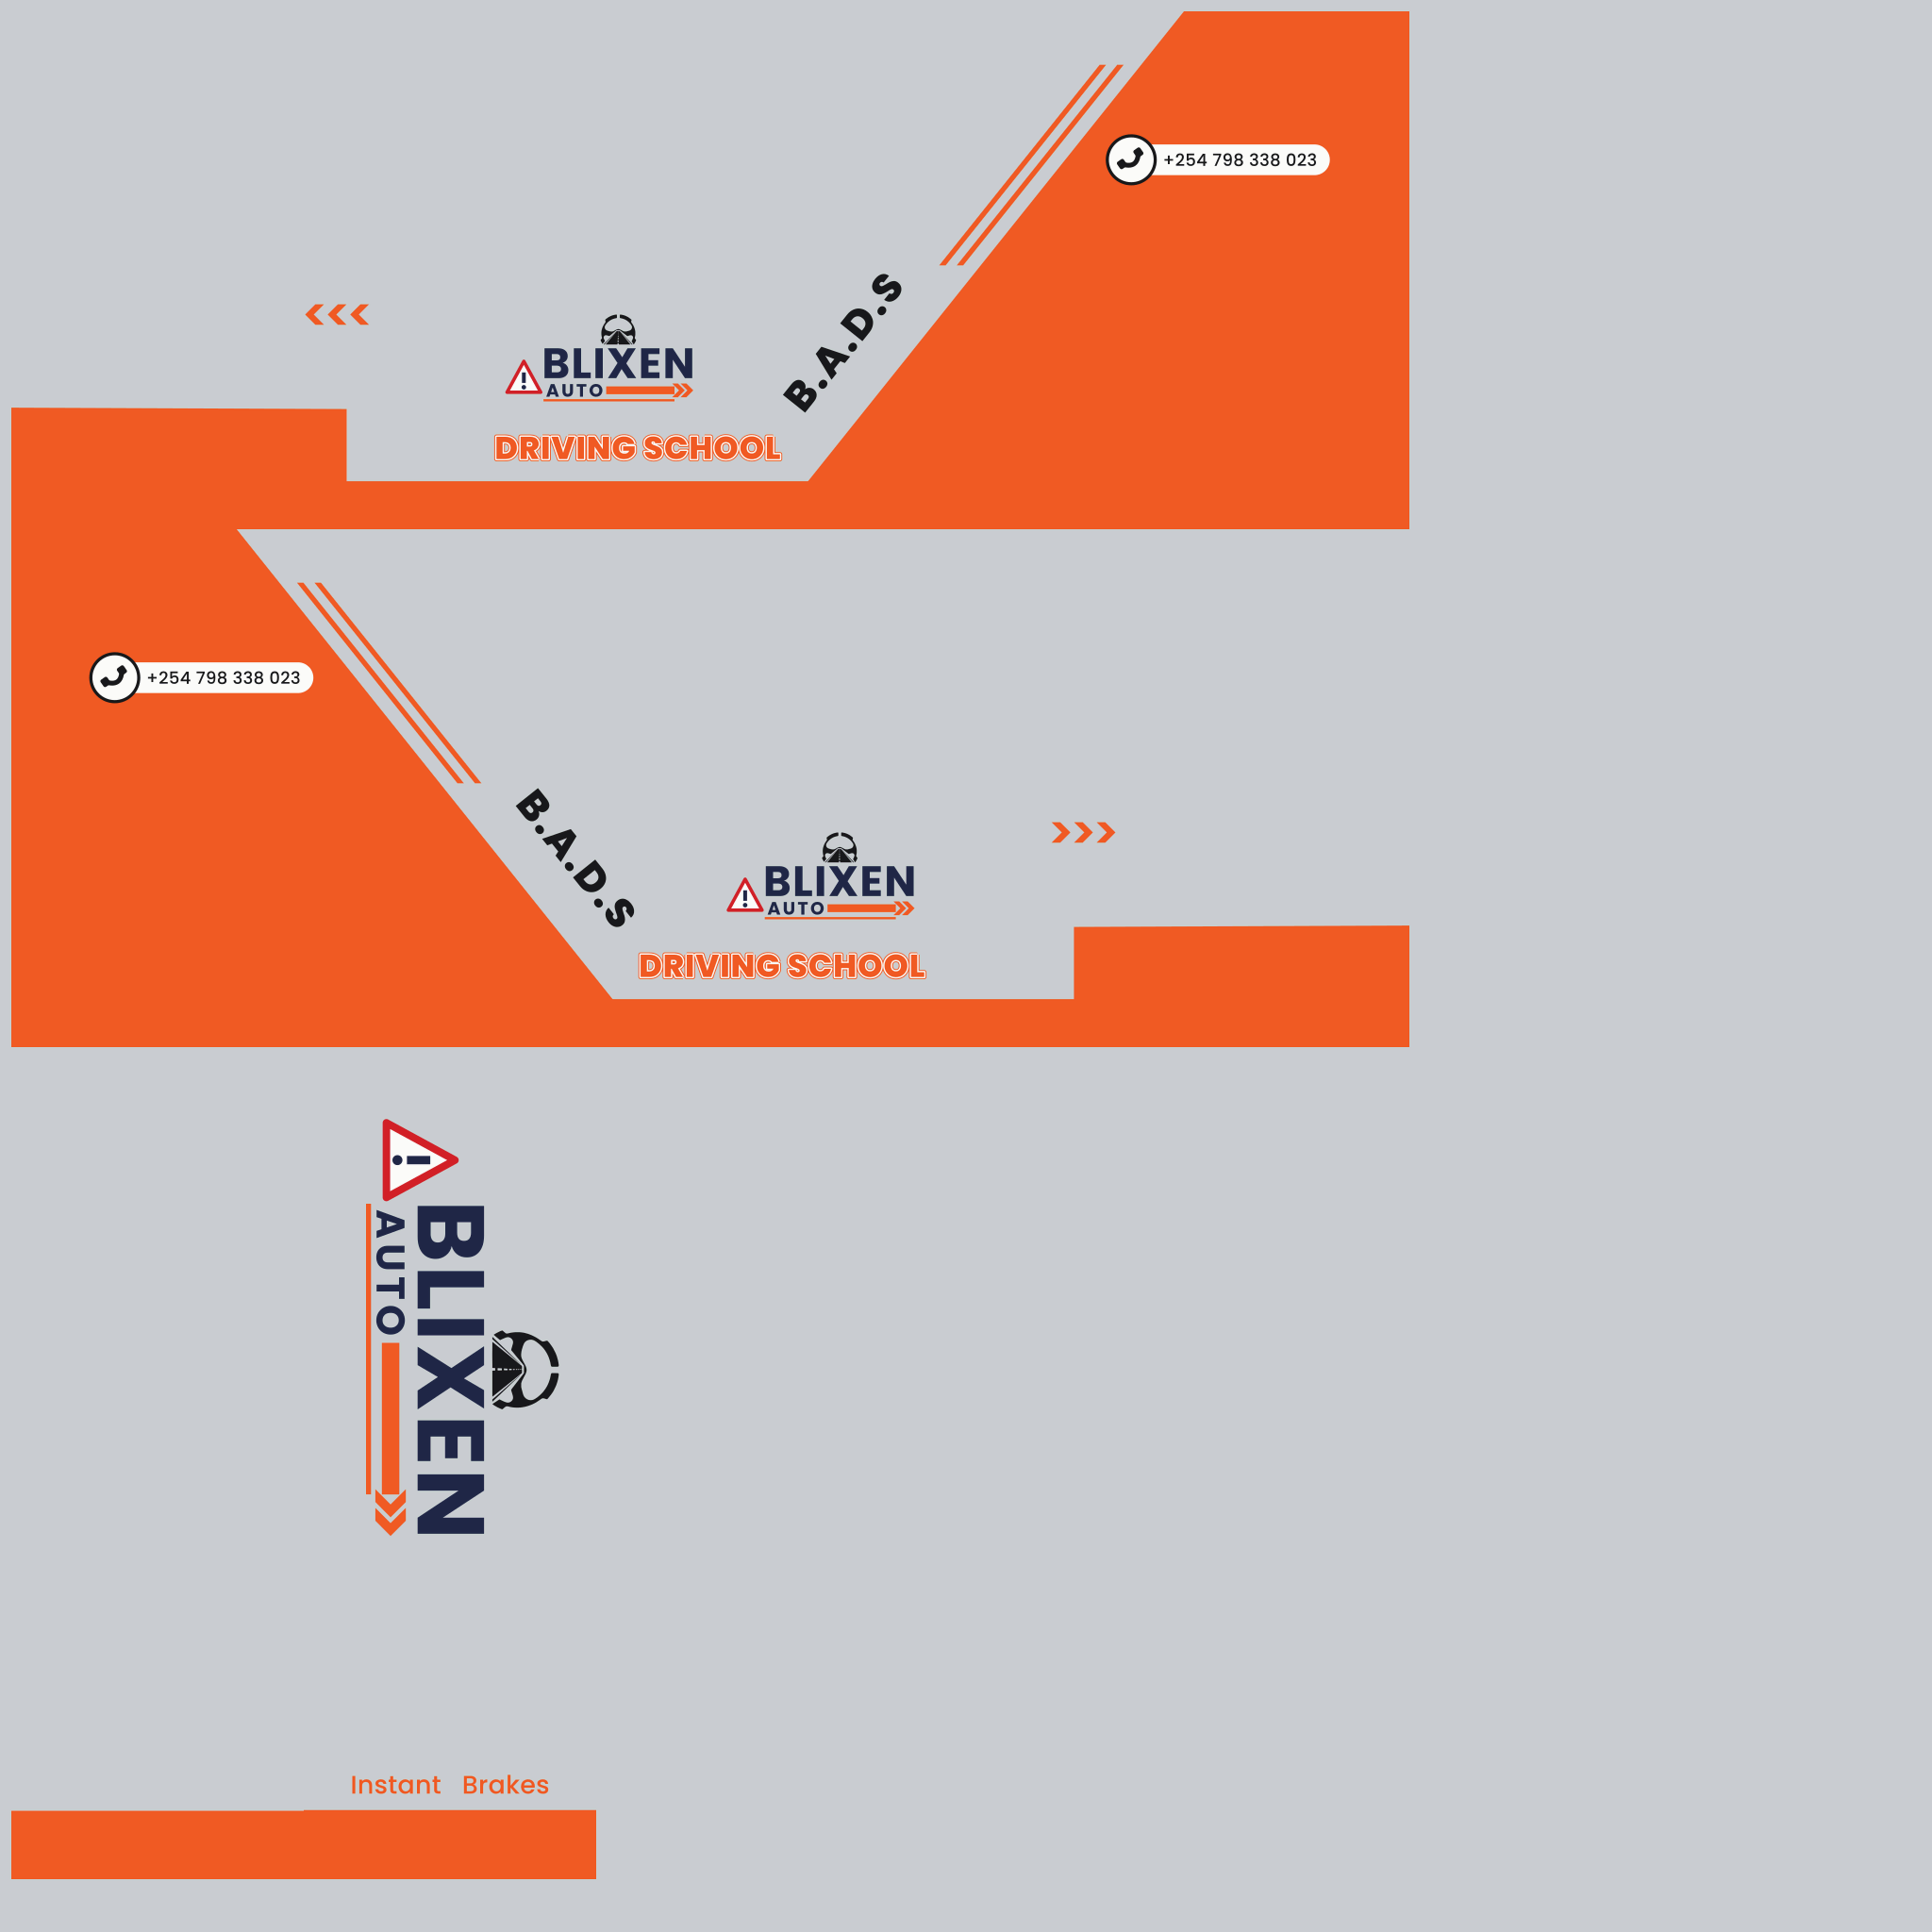 +254 798 338 023
B.A.D.S
BLIXEN
AUTO
DRIVING SCHOOL
+254 798 338 023
B.A.D.S
BLIXEN
AUTO
DRIVING SCHOOL
BLIXEN
AUTO
Instant Brakes